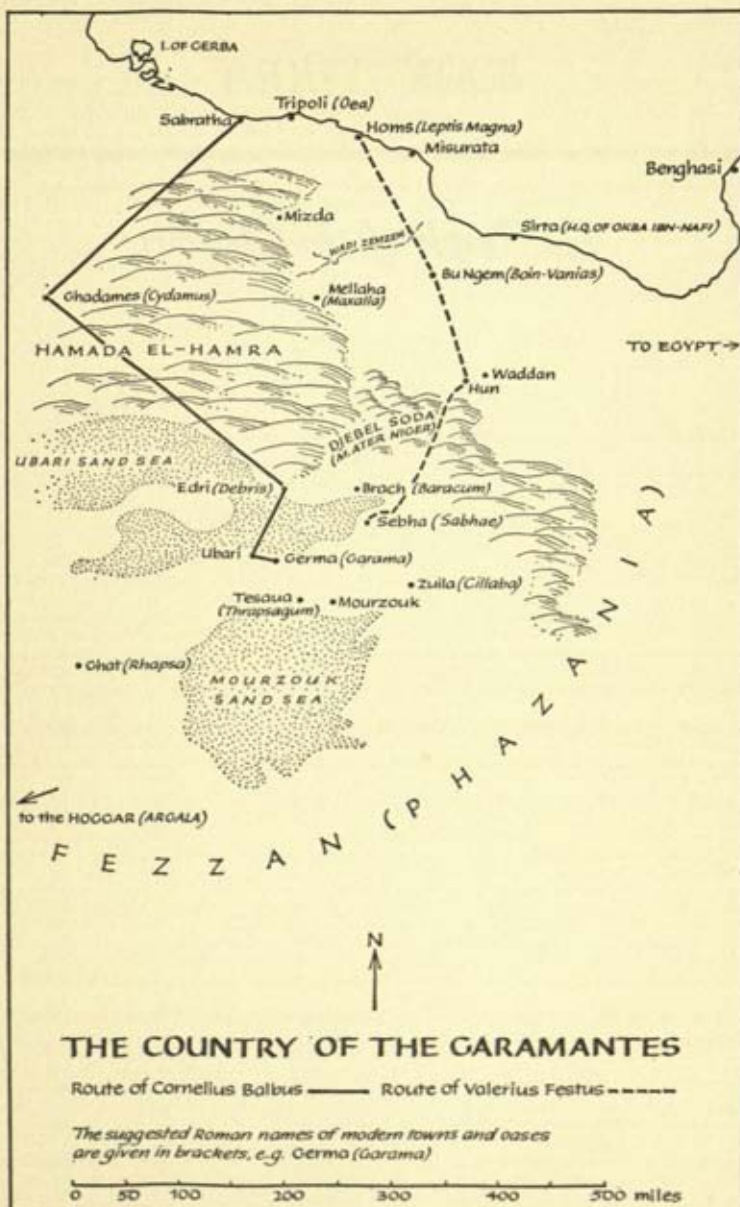 I. OF GERBA
Tripoli (Oea)
Sabratha
Homs (Leptis Magna)
Misurata
Benghasi
Mizda
Sirta (H.Q. OF OKBA IBN-NAFI)
WADI ZEMZEM
Bu Ngem (Boin-Vanias)
Ghadames (Cydamus)
Mellaha
(Maxalla)
HAMADA EL-HAMRA
TO EGYPT
Waddan
Hun
DJEBEL SODA
(M. ATER NIGER)
UBARI SAND SEA
Edri (Debris)
Brach (Baracum)
Sebha (Sabhae)
Ubari
Germa (Garama)
Zuila (Cillaba)
Tesaua
(Thrapsagum)
Mourzouk
Ghat (Rhapsa)
MOURZOUK
SAND SEA
to the HOGGAR (ARGALA)
FEZZAN (PHAZANIA)
N
THE COUNTRY OF THE GARAMANTES
Route of Cornelius Balbus Route of Valerius Festus
The suggested Roman names of modern towns and oases
are given in brackets, e.g. Germa (Garama)
0 50 100 200 300 400 500 miles